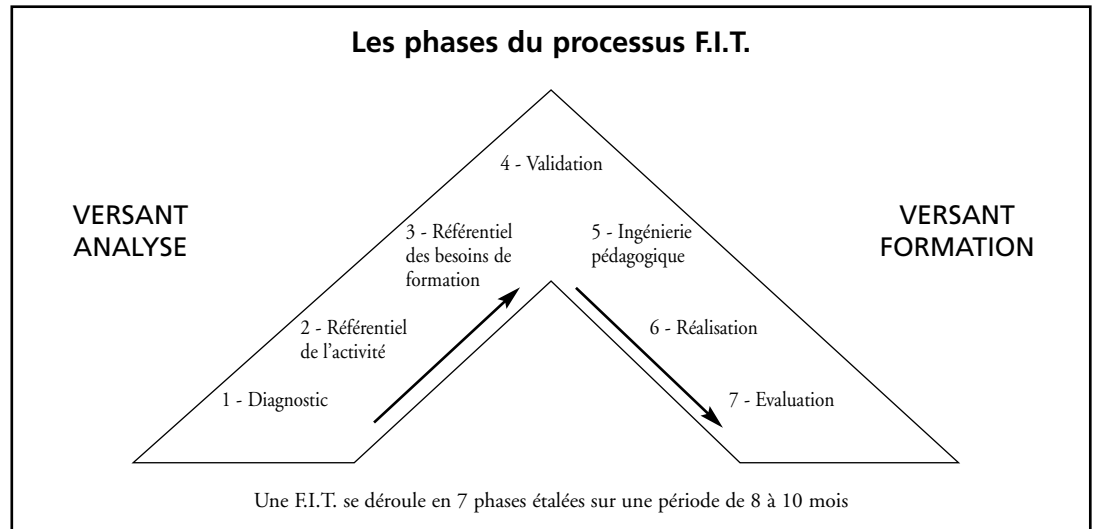 Les phases du processus F.I.T.
4 - Validation
VERSANT
ANALYSE
3 - Référentiel
des besoins de
formation
5 - Ingénierie
pédagogique
VERSANT
FORMATION
2 - Référentiel
de l'activité
6 - Réalisation
1 - Diagnostic
7 - Evaluation
Une F.I.T. se déroule en 7 phases étalées sur une période de 8 à 10 mois